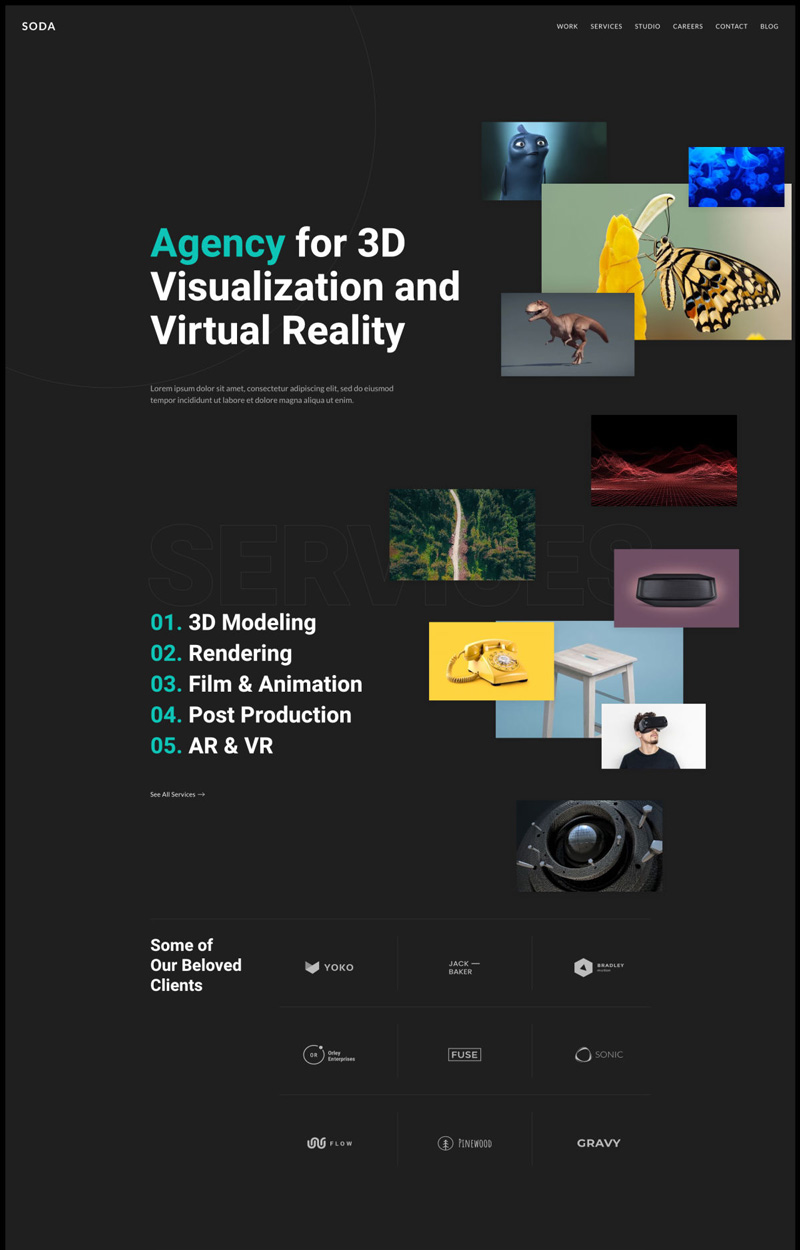 SODA
WORK SERVICES STUDIO CAREERS CONTACT BLOG
Agency for 3D
Visualization and
Virtual Reality
Lorem ipsum dolor sit amet, consectetur adipiscing elit, sed do eiusmod
tempor incididunt ut labore et dolore magna aliqua ut enim.
SERVICES
01. 3D Modeling
02. Rendering
03. Film & Animation
04. Post Production
05. AR & VR
See All Services →
Some of
Our Beloved
Clients
YOKO
JACK —
BAKER
BRADLEY
OR
Orley
Enterprises
FUSE
SONIC
FLOW
PINEWOOD
GRAVY